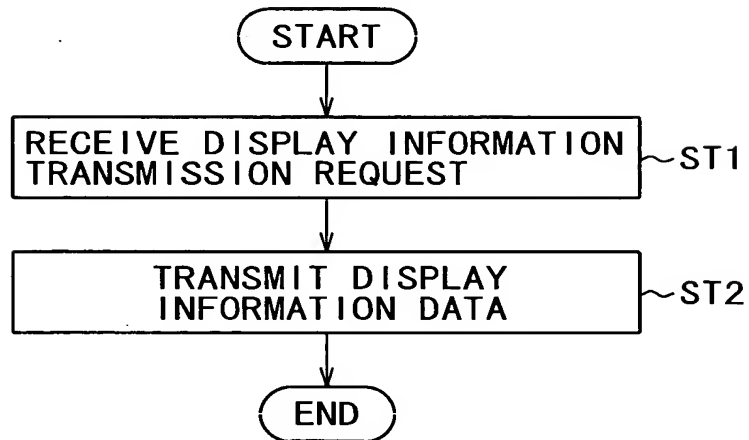 START
RECEIVE DISPLAY INFORMATION
TRANSMISSION REQUEST
ST1
TRANSMIT DISPLAY
INFORMATION DATA
ST2
END